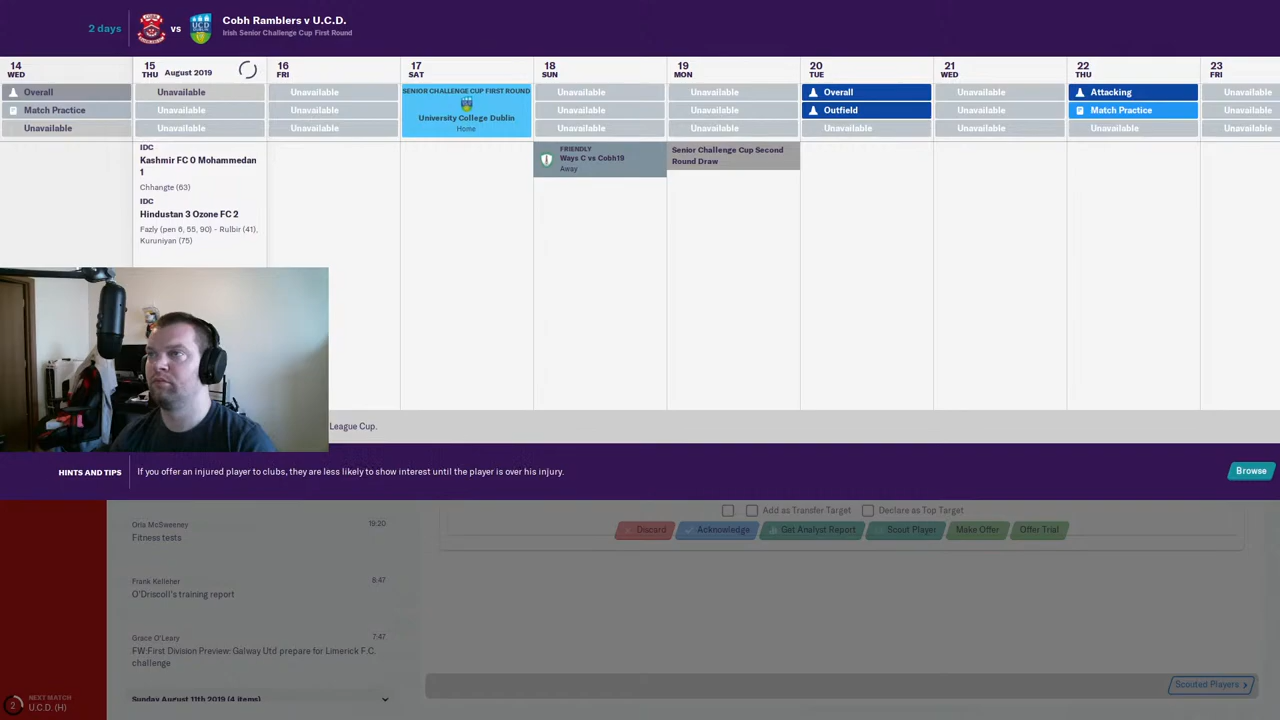 2 days
vs
Cobh Ramblers v U.C.D.
Irish Senior Challenge Cup First Round
14
WED
15
THU
August 2019
16
FRI
17
SAT
18
SUN
19
MON
20
TUE
21
WED
22
THU
23
FRI
Overall
Match Practice
Unavailable
Unavailable
Unavailable
Unavailable
Unavailable
Unavailable
Unavailable
SENIOR CHALLENGE CUP FIRST ROUND
University College Dublin
Home
Unavailable
Unavailable
Unavailable
Unavailable
Unavailable
Unavailable
Overall
Outfield
Unavailable
Unavailable
Unavailable
Unavailable
Attacking
Match Practice
Unavailable
Unavailable
Unavailable
Unavailable
IDC
Kashmir FC 0 Mohammedan
1
Chhangte (63)
IDC
Hindustan 3 Ozone FC 2
Fazly (pen 6, 55, 90) - Rulbir (41),
Kuruniyan (75)
FRIENDLY
Ways C vs Cobh19
Away
Senior Challenge Cup Second
Round Draw
League Cup.
HINTS AND TIPS
If you offer an injured player to clubs, they are less likely to show interest until the player is over his injury.
Browse
Oria McSweeney
19:20
Fitness tests
Frank Kelleher
8:47
O'Driscoll's training report
Grace O'Leary
7:47
FW:First Division Preview: Galway Utd prepare for Limerick F.C.
challenge
Sunday August 11th 2019 (4 items)
Add as Transfer Target
Declare as Top Target
Discard
Acknowledge
Get Analyst Report
Scout Player
Make Offer
Offer Trial
Scouted Players
2
NEXT MATCH
U.C.D. (H)